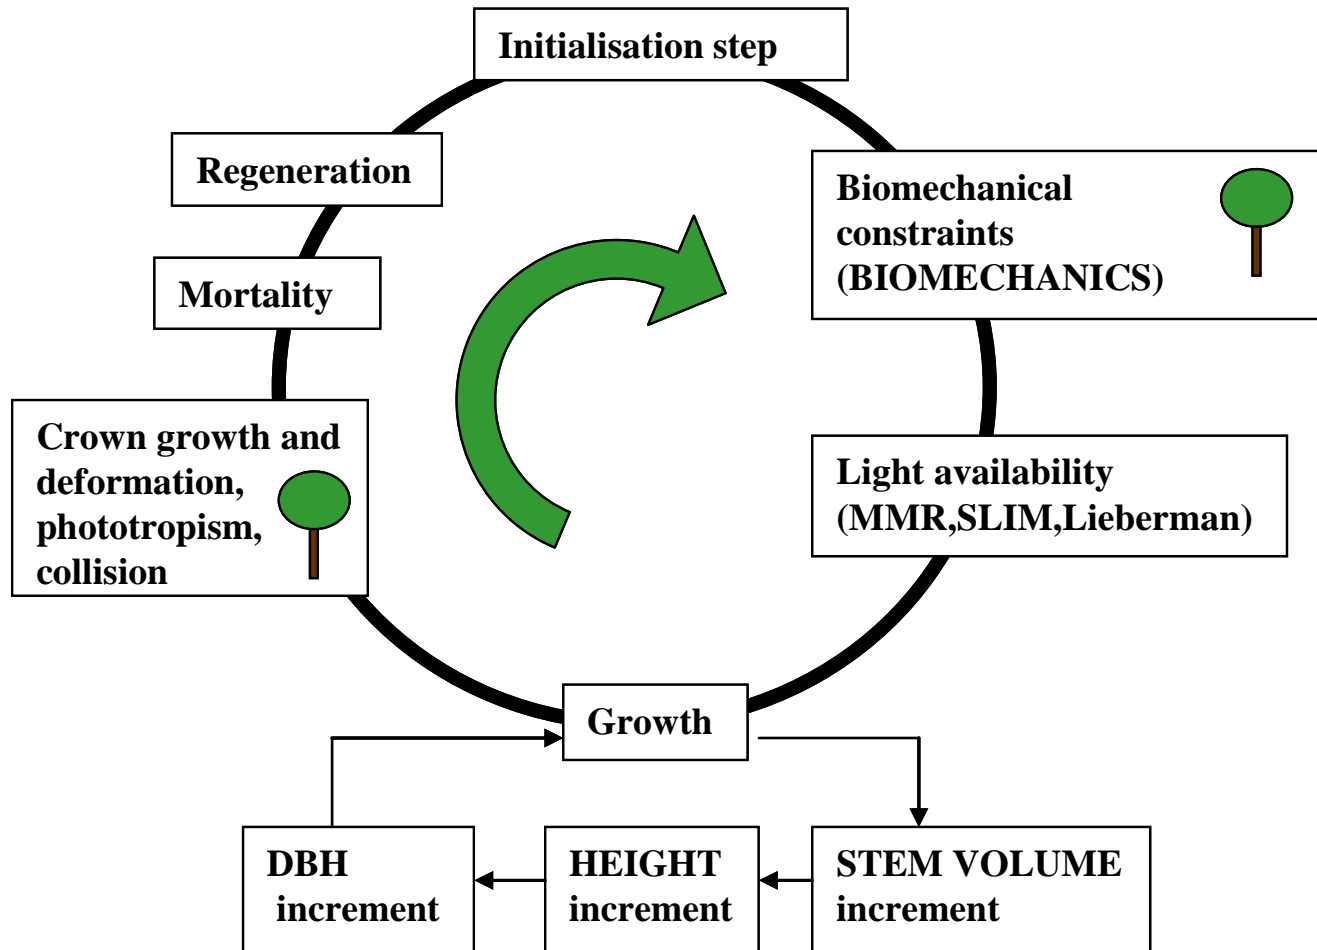 Initialisation step
Regeneration
Biomechanical
constraints
(BIOMECHANICS)
Mortality
Crown growth and
deformation,
phototropism,
collision
Light availability
(MMR,SLIM,Lieberman)
Growth
DBH
increment
HEIGHT
increment
STEM VOLUME
increment